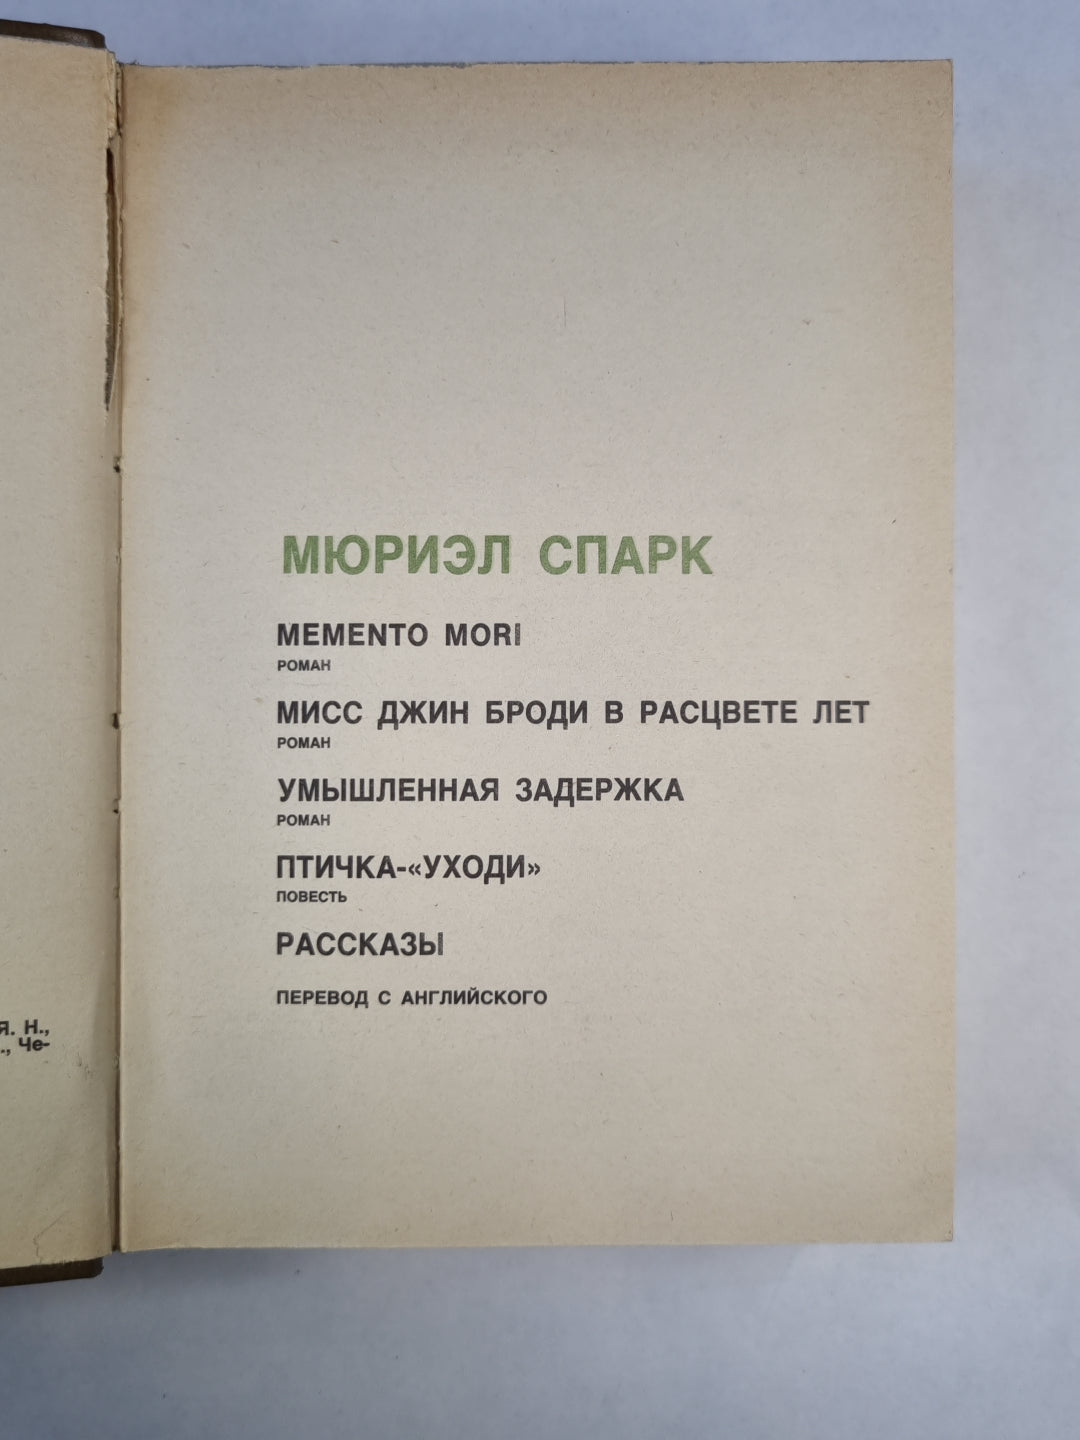 Я. Н.,
., Че-
МЮРИЭЛ СПАРК
MEMENTO MORI
РОМАН
МИСС ДЖИН БРОДИ В РАСЦВЕТЕ ЛЕТ
РОМАН
УМЫШЛЕННАЯ ЗАДЕРЖКА
РОМАН
ПТИЧКА-«УХОДИ»
ПОВЕСТЬ
РАССКАЗЫ
ПЕРЕВОД С АНГЛИЙСКОГО